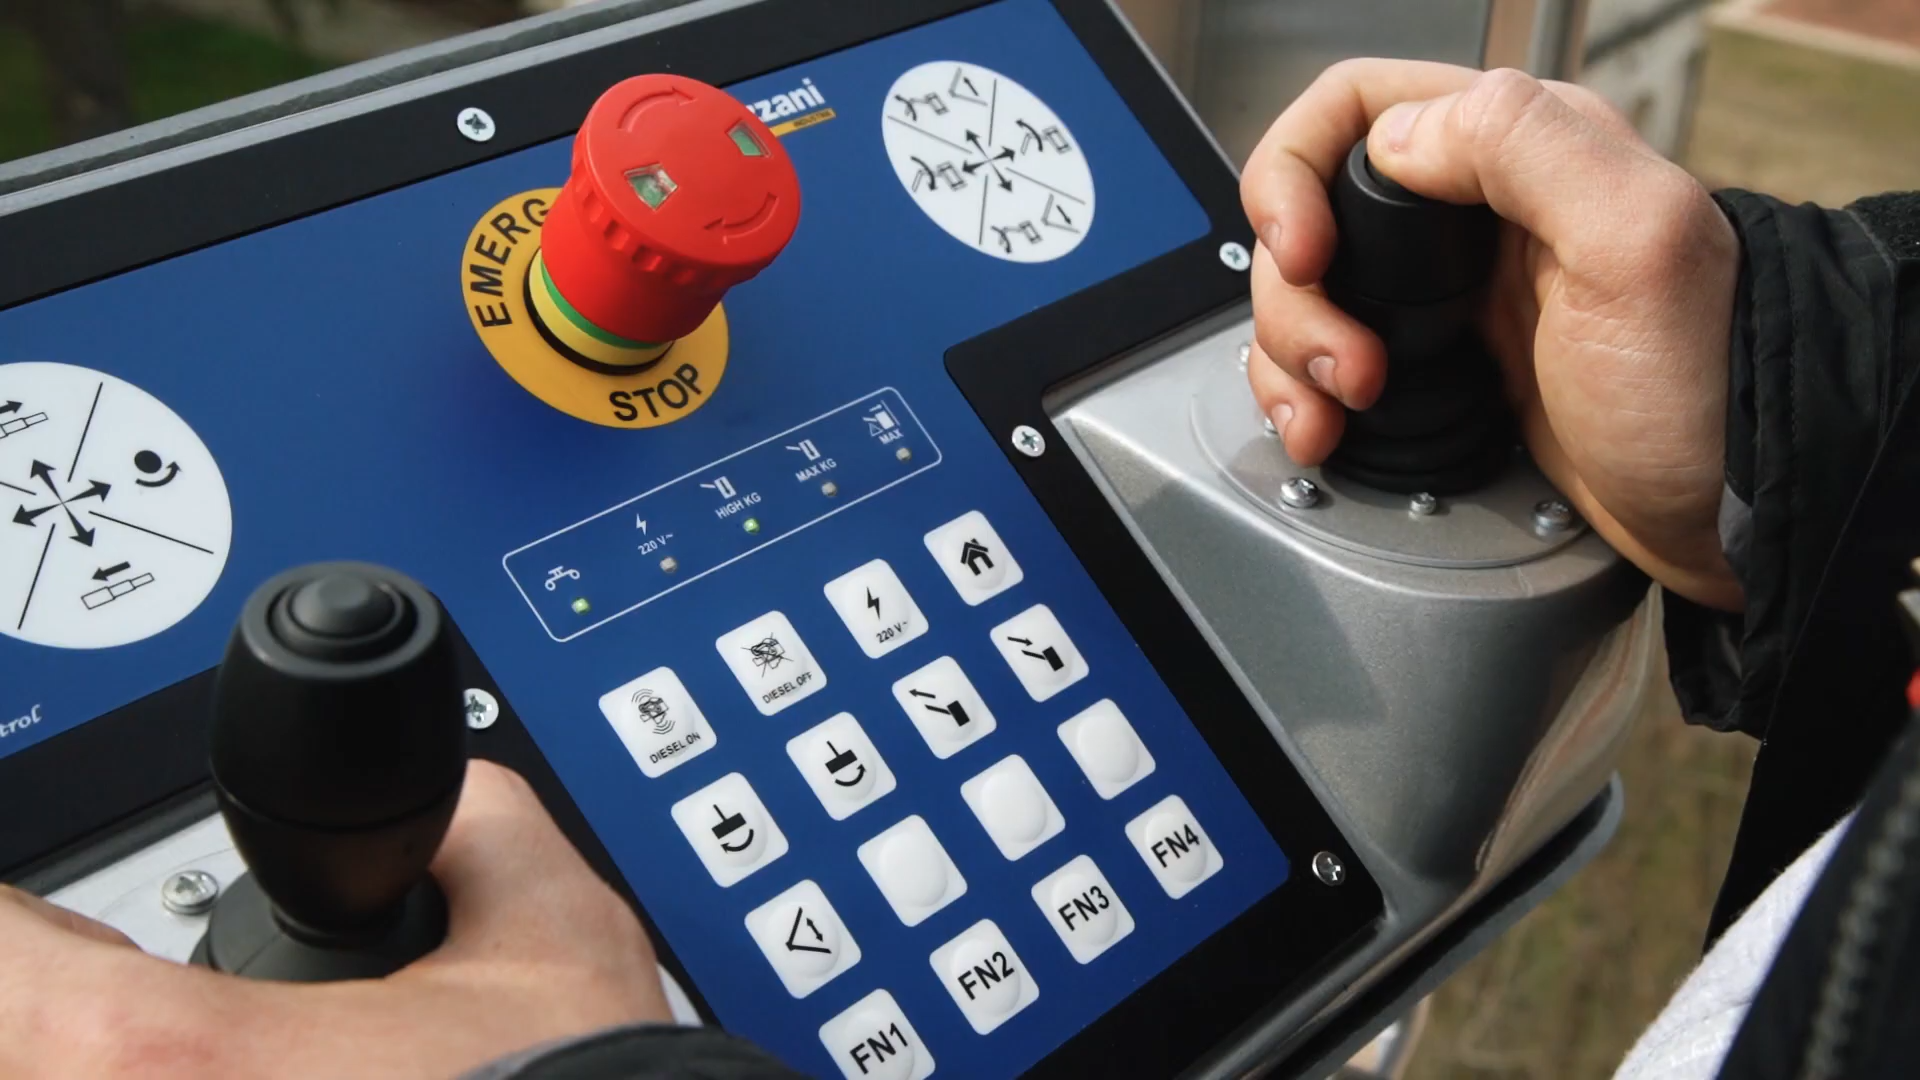 zzani
INDUSTRIE
EMERG
STOP
MAX
MAX KG
HIGH KG
220 V~
220 V~
DIESEL OFF
DIESEL ON
FN4
FN3
FN2
FN1
trol